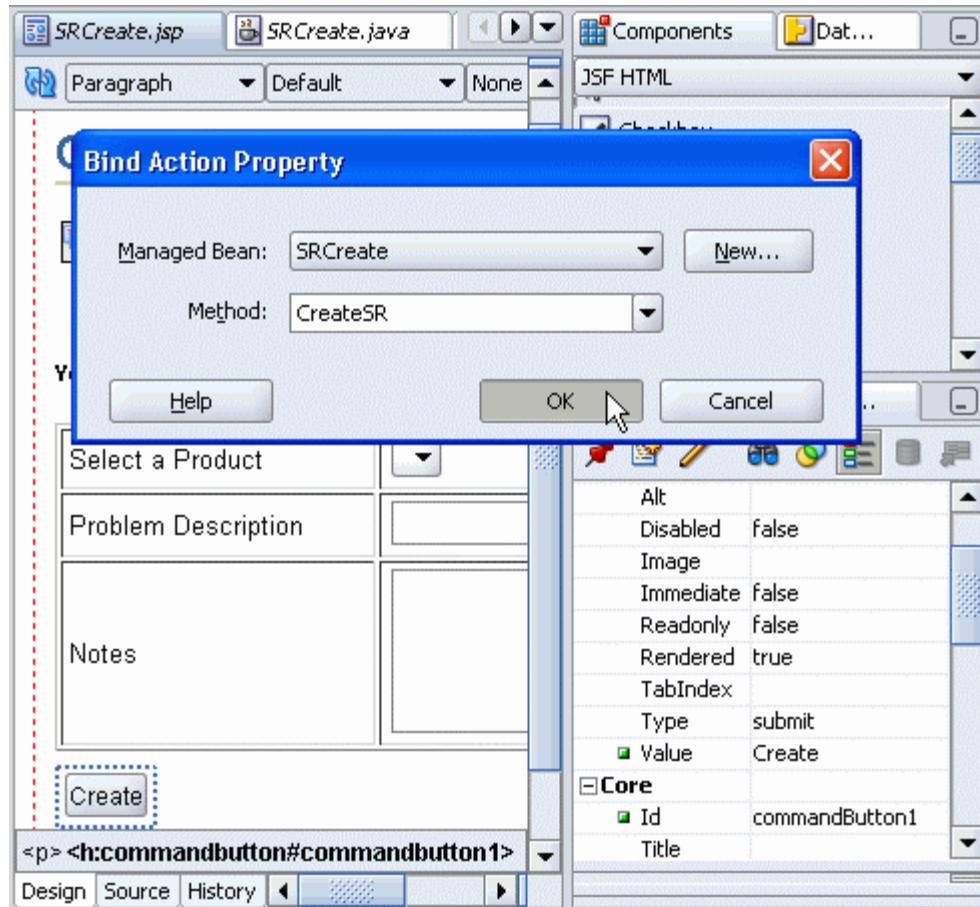 SRCreate.jsp SRCreate.java Components Dat...
Paragraph Default None JSF HTML
Checkbox
Bind Action Property
Managed Bean: SRCreate New...
Method: CreateSR
Help OK Cancel
Select a Product
Problem Description
Notes
Create
<p> <h:commandbutton#commandbutton1>
Design Source History
Alt
Disabled false
Image
Immediate false
Readonly false
Rendered true
TabIndex
Type submit
Value Create
Core
Id commandButton1
Title